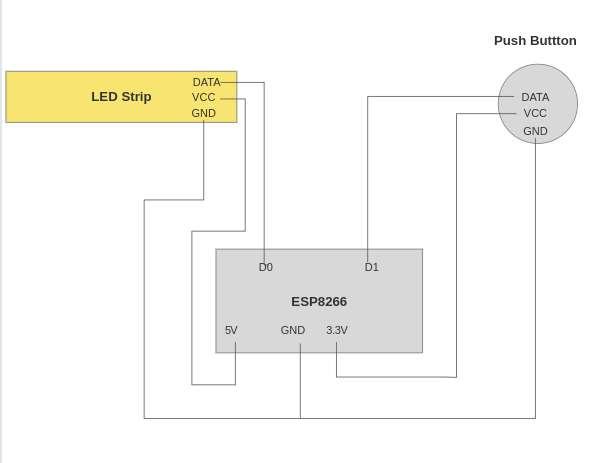 Push Buttton
LED Strip
DATA
VCC
GND
DATA
VCC
GND
D0
D1
ESP8266
5V
GND
3.3V